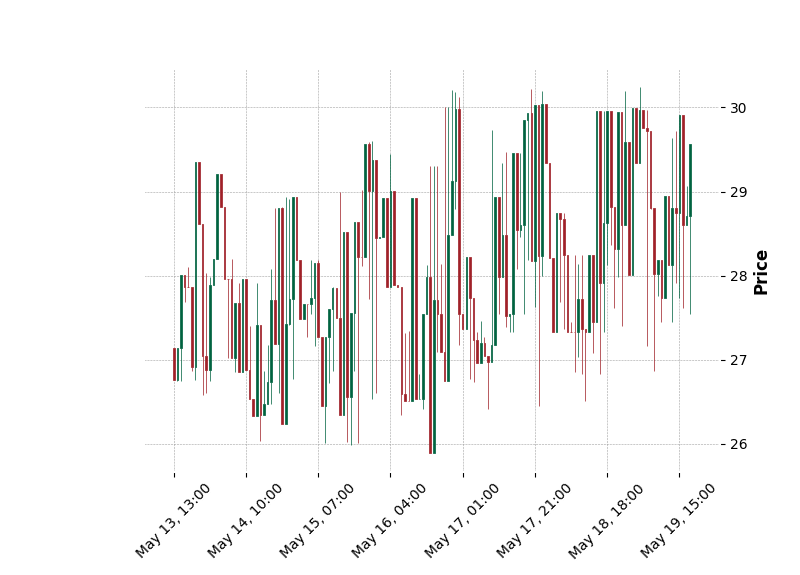 30
29
28
27
26
Price
May 13, 13:00
May 14, 10:00
May 15, 07:00
May 16, 04:00
May 17, 01:00
May 17, 21:00
May 18, 18:00
May 19, 15:00